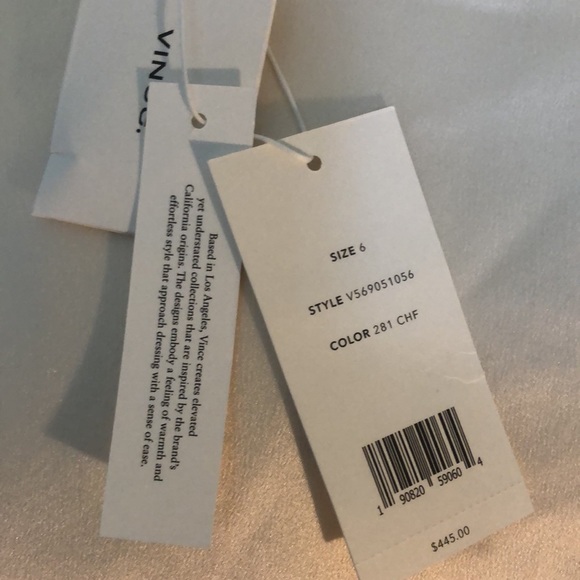 VINCE.
Based in Los Angeles, Vince creates elevated
yet understated collections that are inspired by the brand's
California origins. The designs embody a feeling of warmth and
effortless style that approach dressing with a sense of ease.
SIZE 6
STYLE V569051056
COLOR 281 CHF
1 90820 59060 4
$445.00